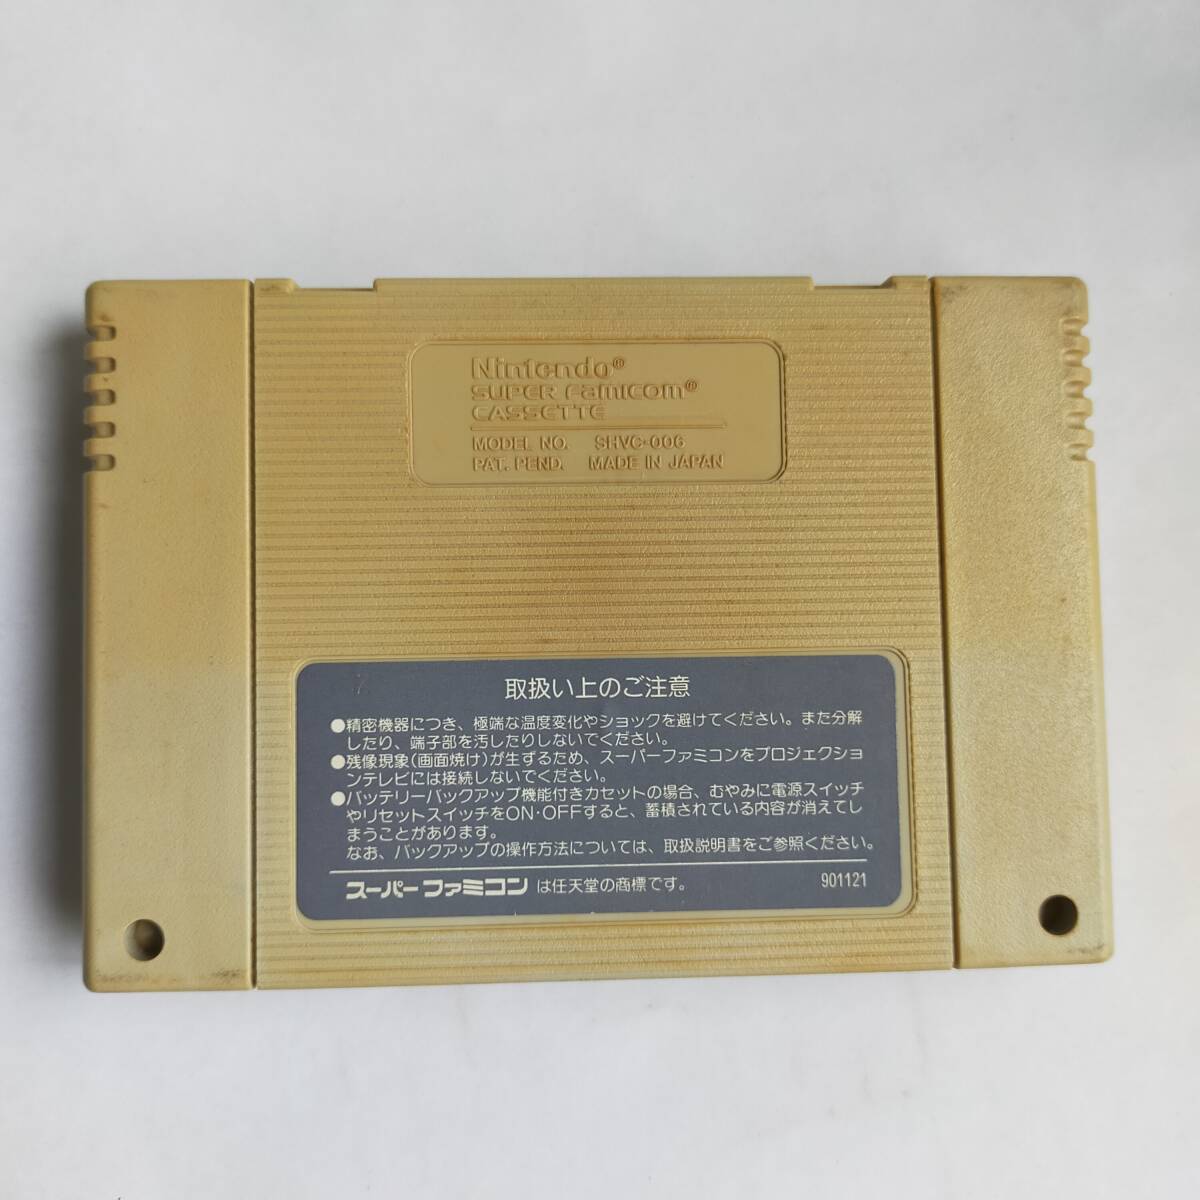 Nintendo®
SUPER Famicom®
CASSETTE
MODEL NO. SHVC-006
PAT. PEND. MADE IN JAPAN
取扱い上のご注意
●精密機器につき、極端な温度変化やショックを避けてください。また分解
したり、端子部を汚したりしないでください。
●残像現象(画面焼け)が生ずるため、スーパーファミコンをプロジェクショ
ンテレビには接続しないでください。
●バッテリーバックアップ機能付きカセットの場合、むやみに電源スイッチ
やリセットスイッチをON・OFFすると、蓄積されている内容が消えてし
まうことがあります。
なお、バックアップの操作方法については、取扱説明書をご参照ください。
スーパーファミコン は任天堂の商標です。 901121